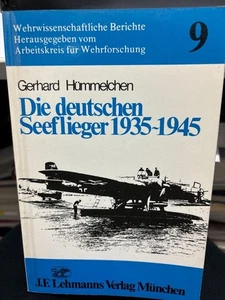 Wehrwissenschaftliche Berichte
Herausgegeben vom
Arbeitskreis für Wehrforschung
9
Gerhard Hümmelchen
Die deutschen
Seeflieger 1935-1945
J.F. Lehmanns Verlag München